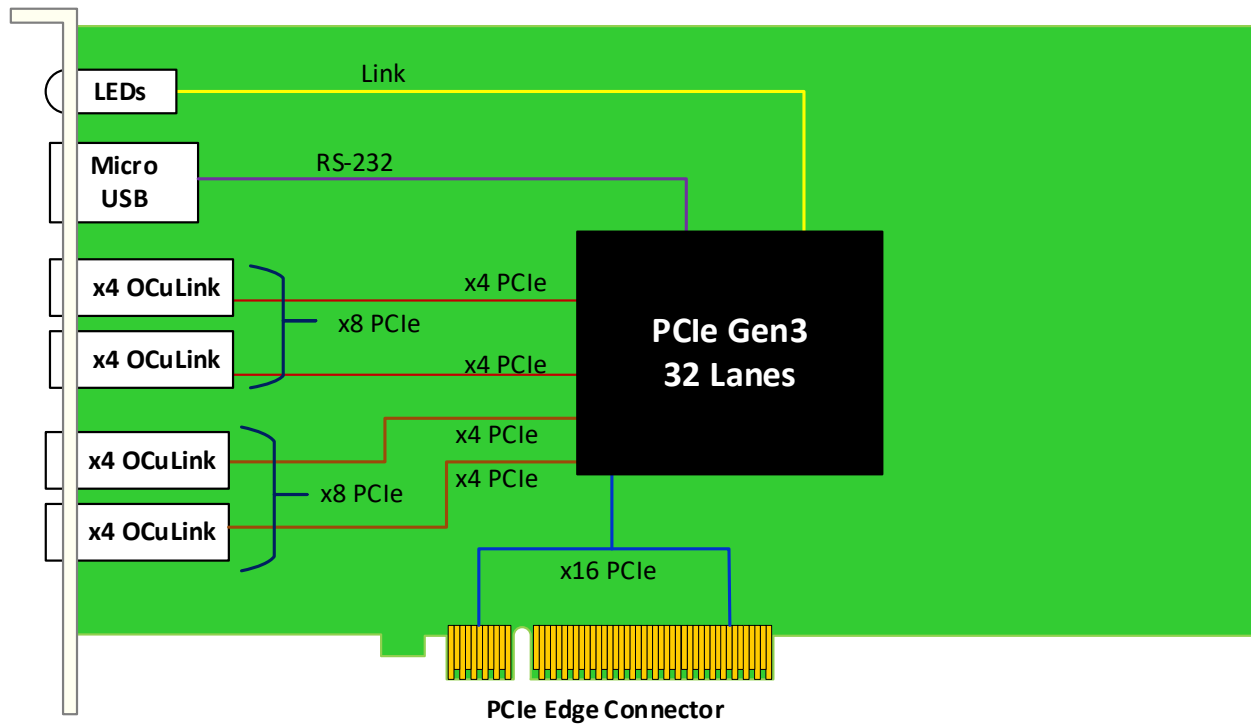 Link
LEDs
Micro
USB
RS-232
x4 OCuLink
x4 PCIe
x8 PCIe
x4 OCuLink
x4 PCIe
PCIe Gen3
32 Lanes
x4 OCuLink
x4 PCIe
x8 PCIe
x4 PCIe
x4 OCuLink
x16 PCIe
PCIe Edge Connector